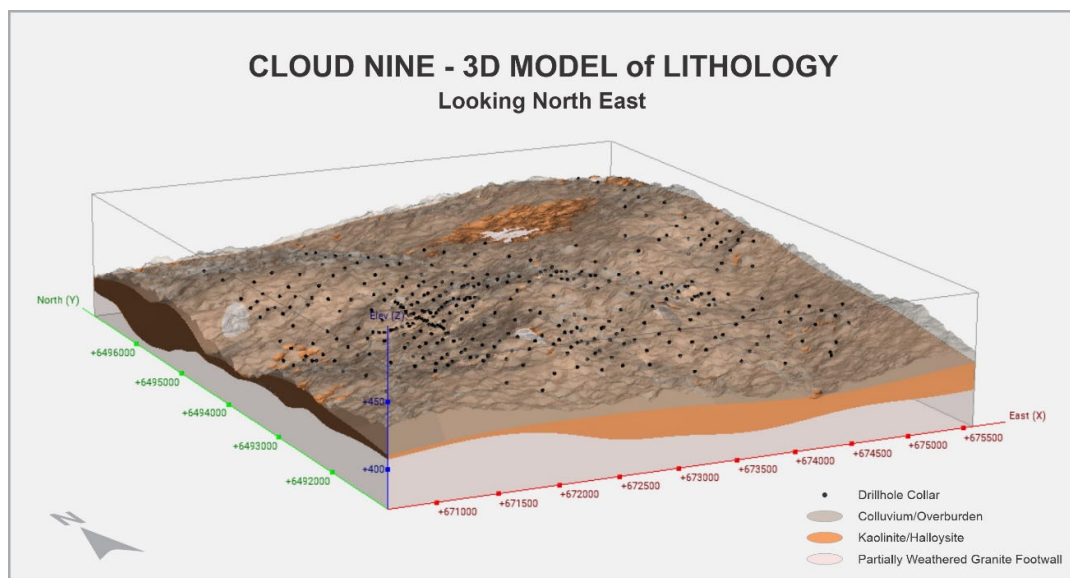 CLOUD NINE - 3D MODEL of LITHOLOGY
Looking North East
North (Y)
+6496000
+6495000
+6494000
+6493000
+6492000
Elev (Z)
+450
+400
East (X)
+671000
+671500
+672000
+672500
+673000
+673500
+674000
+674500
+675000
+675500
Drillhole Collar
Colluvium/Overburden
Kaolinite/Halloysite
Partially Weathered Granite Footwall
N